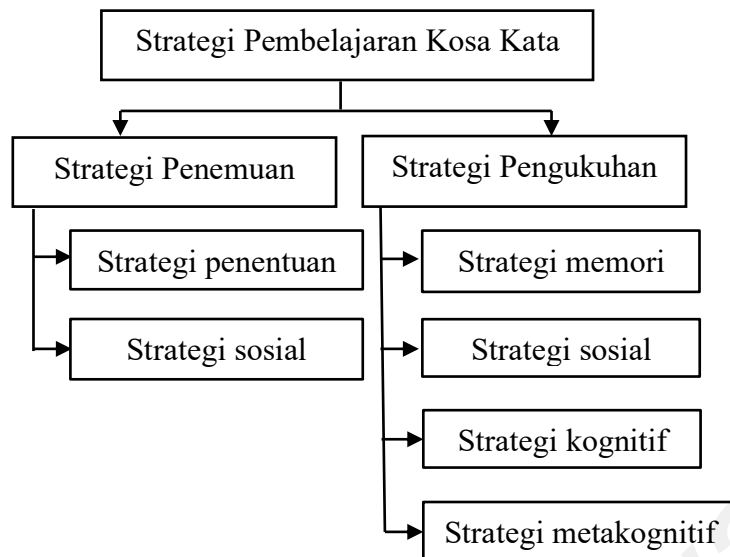 Strategi Pembelajaran Kosa Kata
Strategi Penemuan
Strategi Pengukuhan
Strategi penentuan
Strategi memori
Strategi sosial
Strategi sosial
Strategi kognitif
Strategi metakognitif